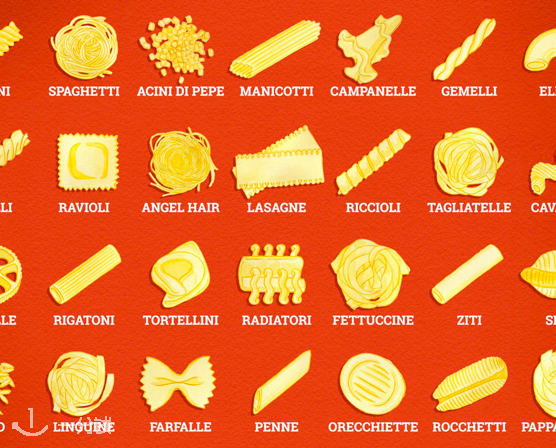 NI SPAGHETTI ACINI DI PEPE MANICOTTI CAMPANELLE GEMELLI EL
LI RAVIOLI ANGEL HAIR LASAGNE RICCIOLI TAGLIATELLE CAV
LE RIGATONI TORTELLINI RADIATORI FETTUCCINE ZITI S
O LINGUINE FARFALLE PENNE ORECCHIETTE ROCCHETTI PAPPA